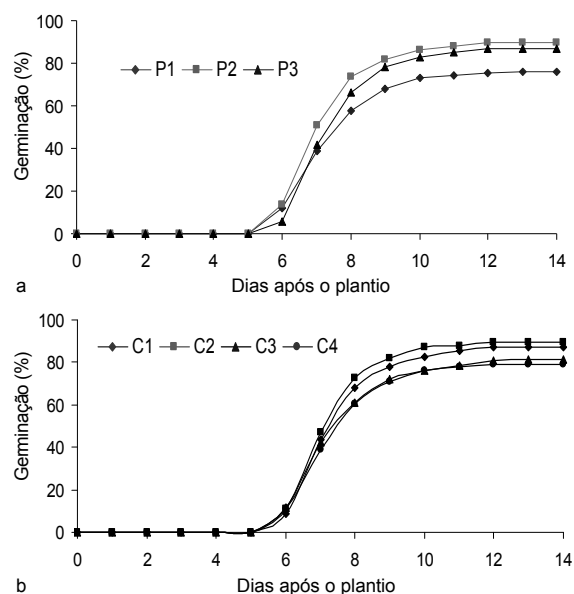 100
80
60
40
20
0
Germinação (%)
P1 P2 P3
0 2 4 6 8 10 12 14
Dias após o plantio
a
100
80
60
40
20
0
Germinação (%)
C1 C2 C3 C4
0 2 4 6 8 10 12 14
Dias após o plantio
b